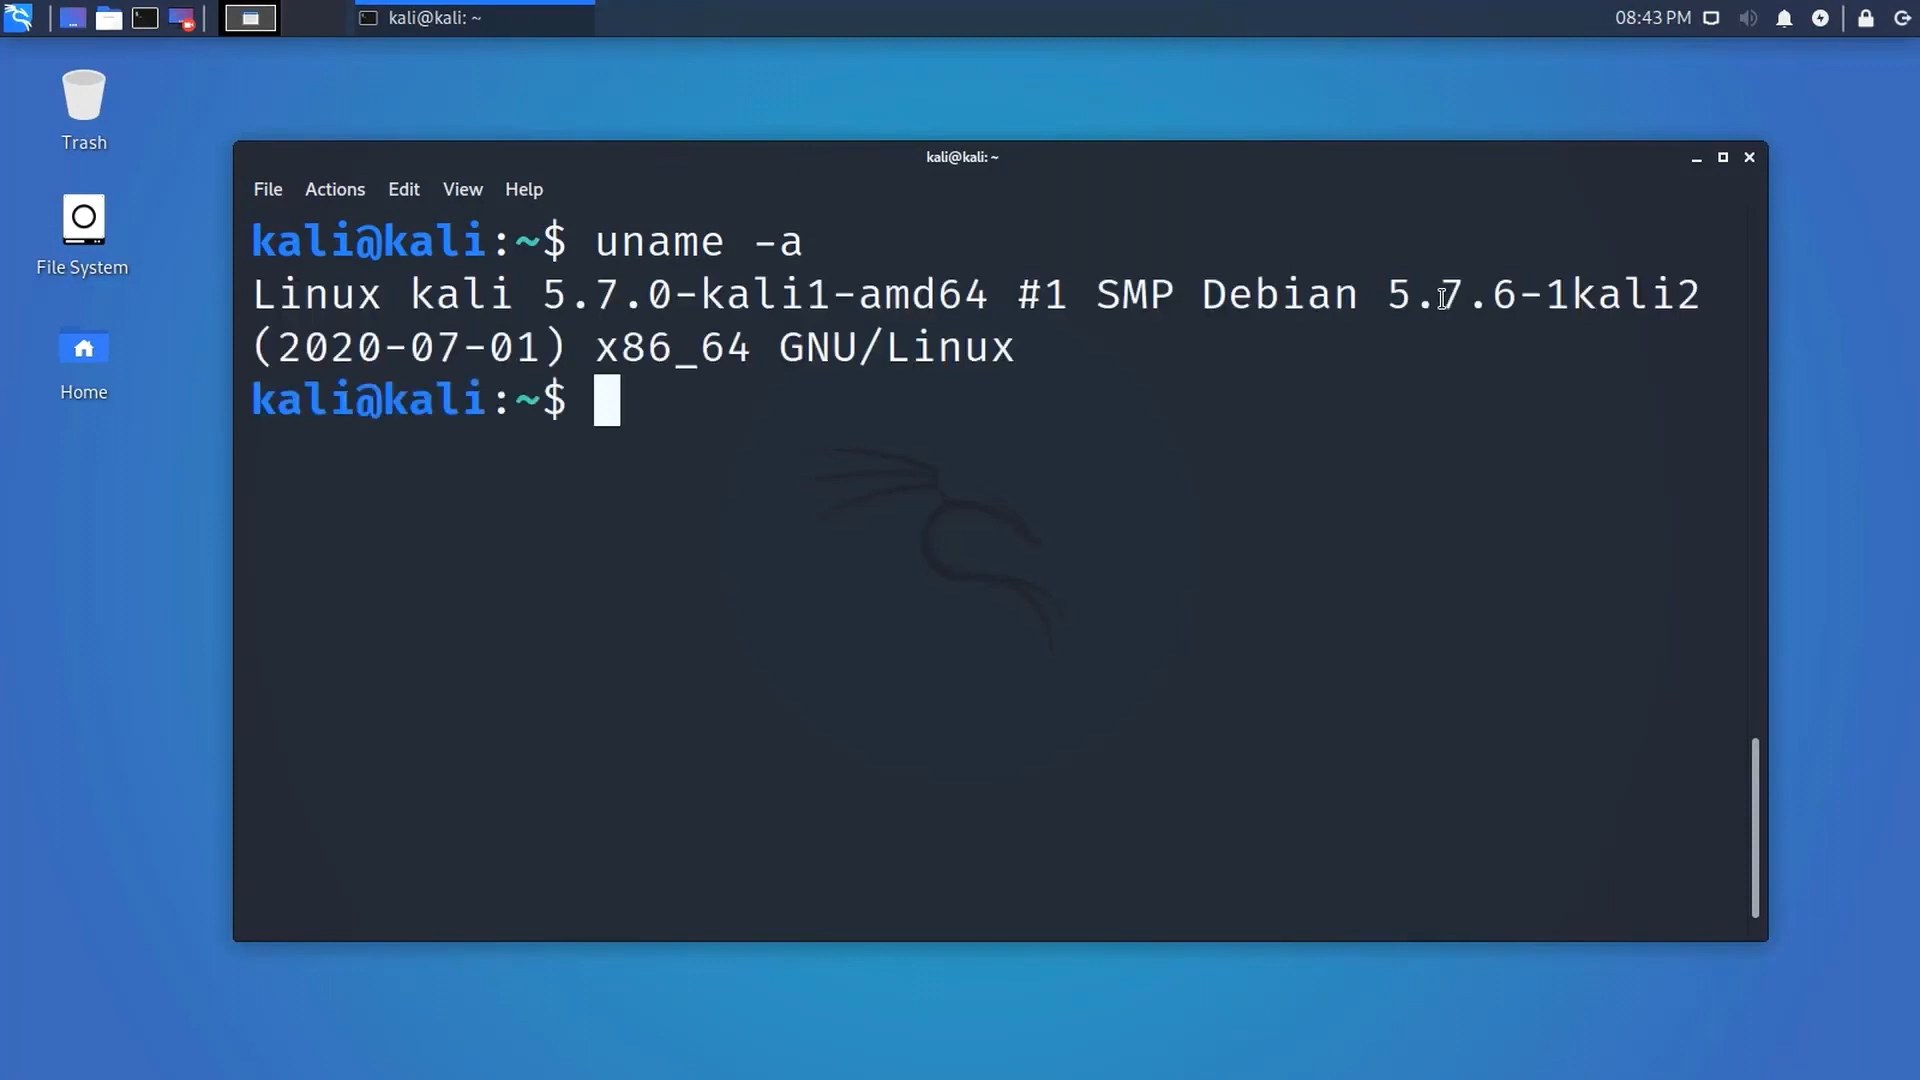 kali@kali: ~
08:43 PM
Trash
File System
Home
kali@kali: ~
File Actions Edit View Help
kali@kali:~$ uname -a
Linux kali 5.7.0-kali1-amd64 #1 SMP Debian 5.7.6-1kali2
(2020-07-01) x86_64 GNU/Linux
kali@kali:~$